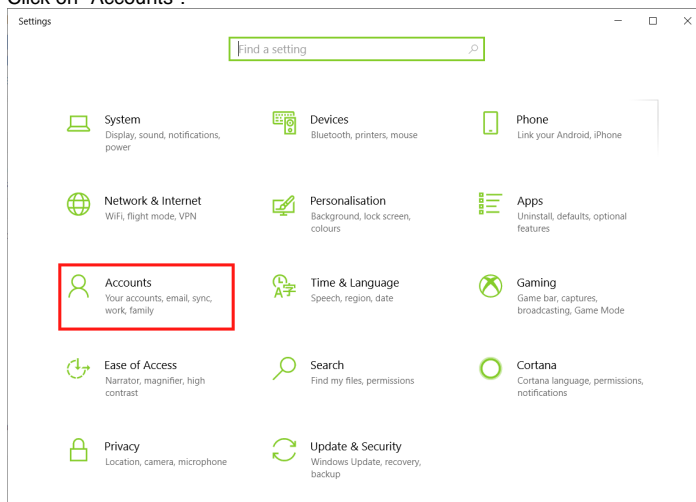 Click on "Accounts".
Settings
Find a setting
System
Display, sound, notifications,
power
Devices
Bluetooth, printers, mouse
Phone
Link your Android, iPhone
Network & Internet
WiFi, flight mode, VPN
Personalisation
Background, lock screen,
colours
Apps
Uninstall, defaults, optional
features
Accounts
Your accounts, email, sync,
work, family
Time & Language
Speech, region, date
Gaming
Game bar, captures,
broadcasting, Game Mode
Ease of Access
Narrator, magnifier, high
contrast
Search
Find my files, permissions
Cortana
Cortana language, permissions,
notifications
Privacy
Location, camera, microphone
Update & Security
Windows Update, recovery,
backup